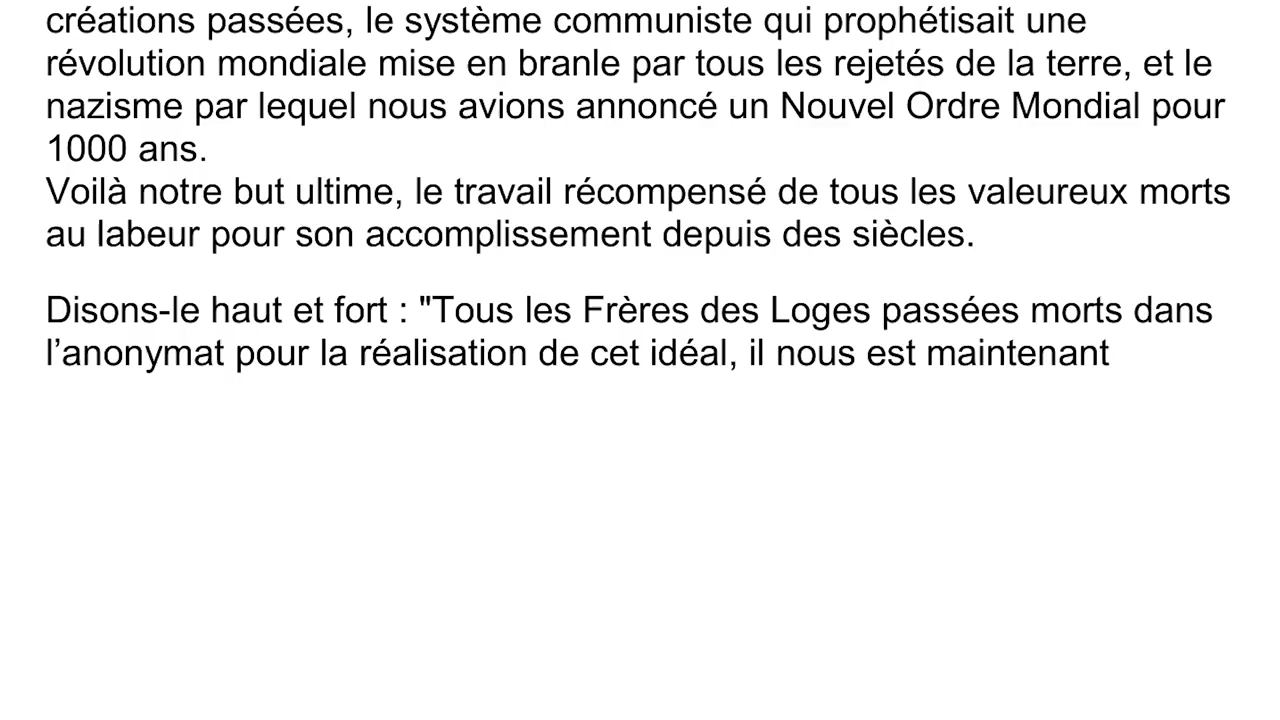 créations passées, le système communiste qui prophétisait une
révolution mondiale mise en branle par tous les rejetés de la terre, et le
nazisme par lequel nous avions annoncé un Nouvel Ordre Mondial pour
1000 ans.
Voilà notre but ultime, le travail récompensé de tous les valeureux morts
au labeur pour son accomplissement depuis des siècles.
Disons-le haut et fort : "Tous les Frères des Loges passées morts dans
l’anonymat pour la réalisation de cet idéal, il nous est maintenant